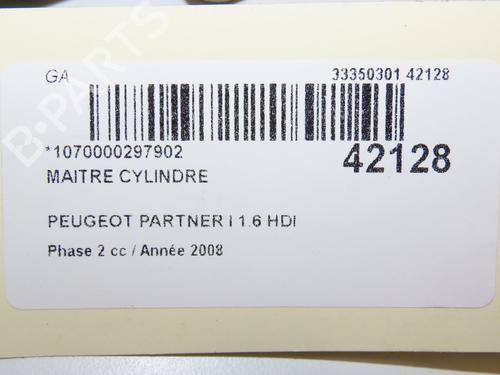 GA 33350301 42128
*1070000297902 42128
MAITRE CYLINDRE
PEUGEOT PARTNER I 1.6 HDI
Phase 2 cc / Année 2008
B-PARTS